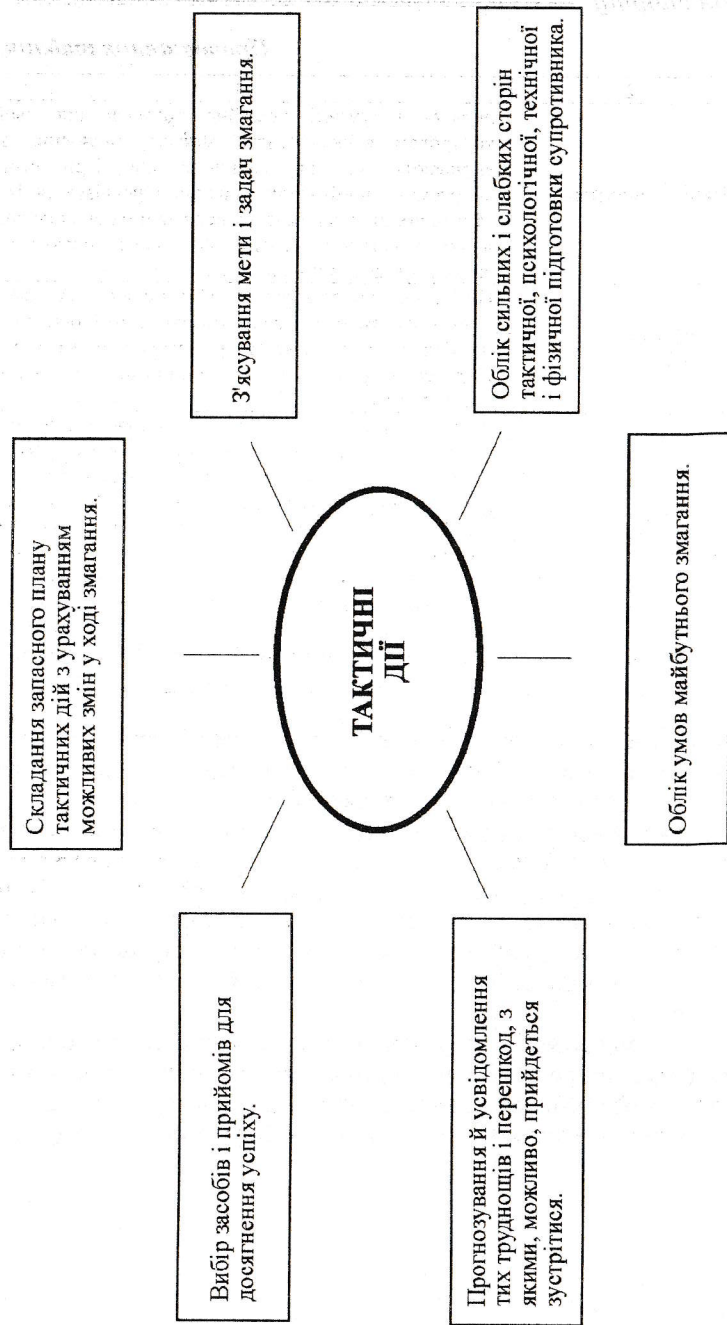 Складання запасного плану
тактичних дій з урахуванням
можливих змін у ході змагання.
Вибір засобів і прийомів для
досягнення успіху.
З'ясування мети і задач змагання.
ТАКТИЧНІ
ДІЇ
Прогнозування й усвідомлення
тих труднощів і перешкод, з
якими, можливо, прийдеться
зустрітися.
Облік сильних і слабких сторін
тактичної, психологічної, технічної
і фізичної підготовки супротивника.
Облік умов майбутнього змагання.